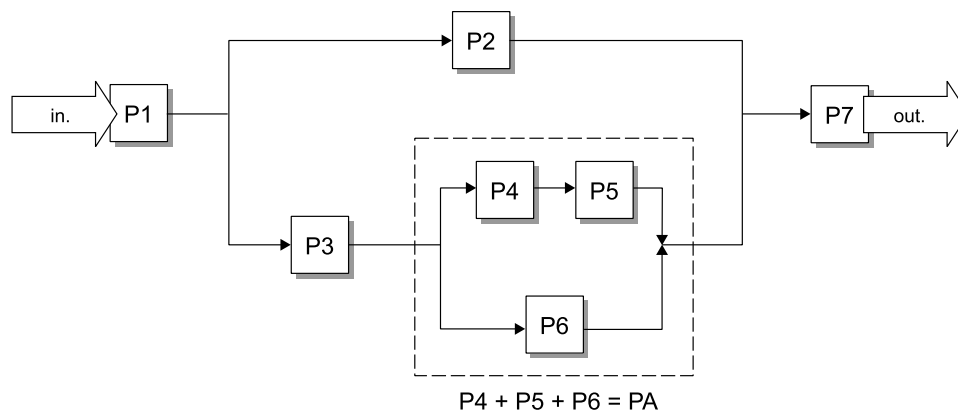 P2
in.
P1
P7
out.
P4
P5
P3
P6
P4 + P5 + P6 = PA